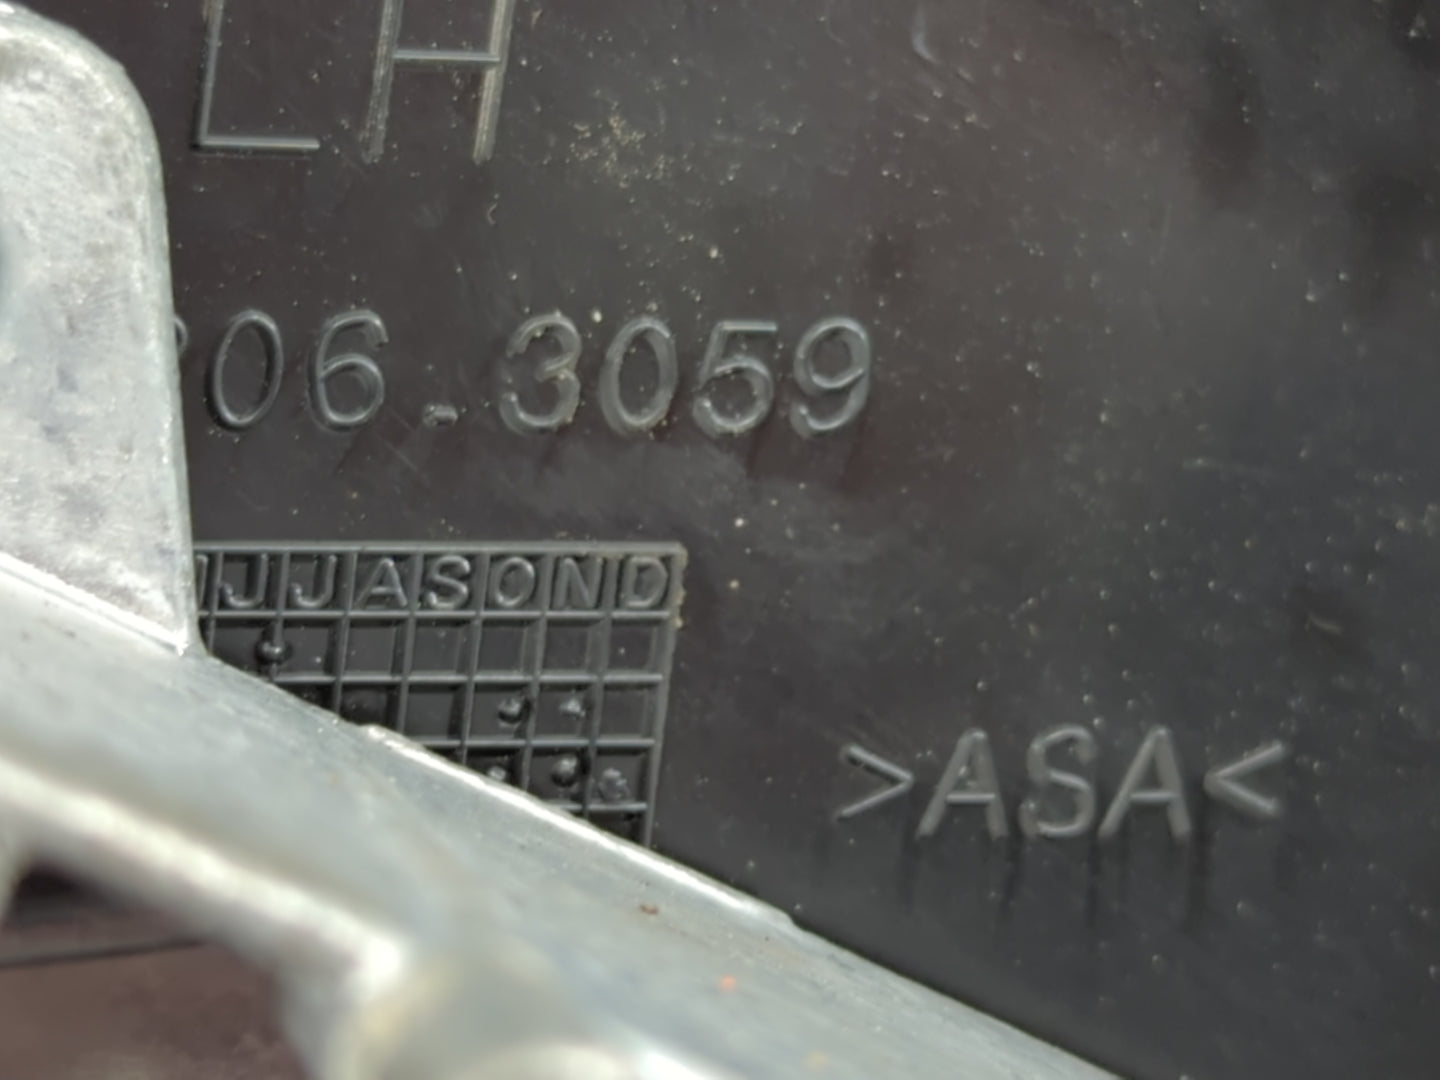 LH
06.3059
JJASOND
>ASA<